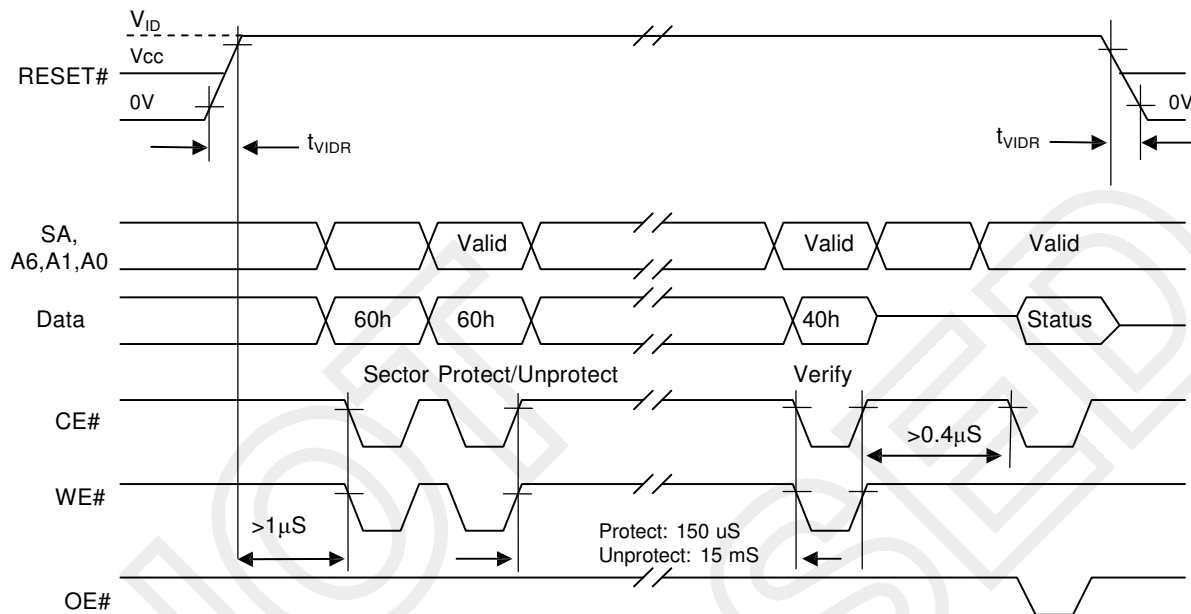 V_ID
Vcc
RESET#
0V
0V
t_VIDR
t_VIDR
SA,
A6,A1,A0
Valid
Valid
Valid
Data
60h
60h
40h
Status
Sector Protect/Unprotect
Verify
CE#
>0.4μS
WE#
>1μS
Protect: 150 uS
Unprotect: 15 mS
OE#